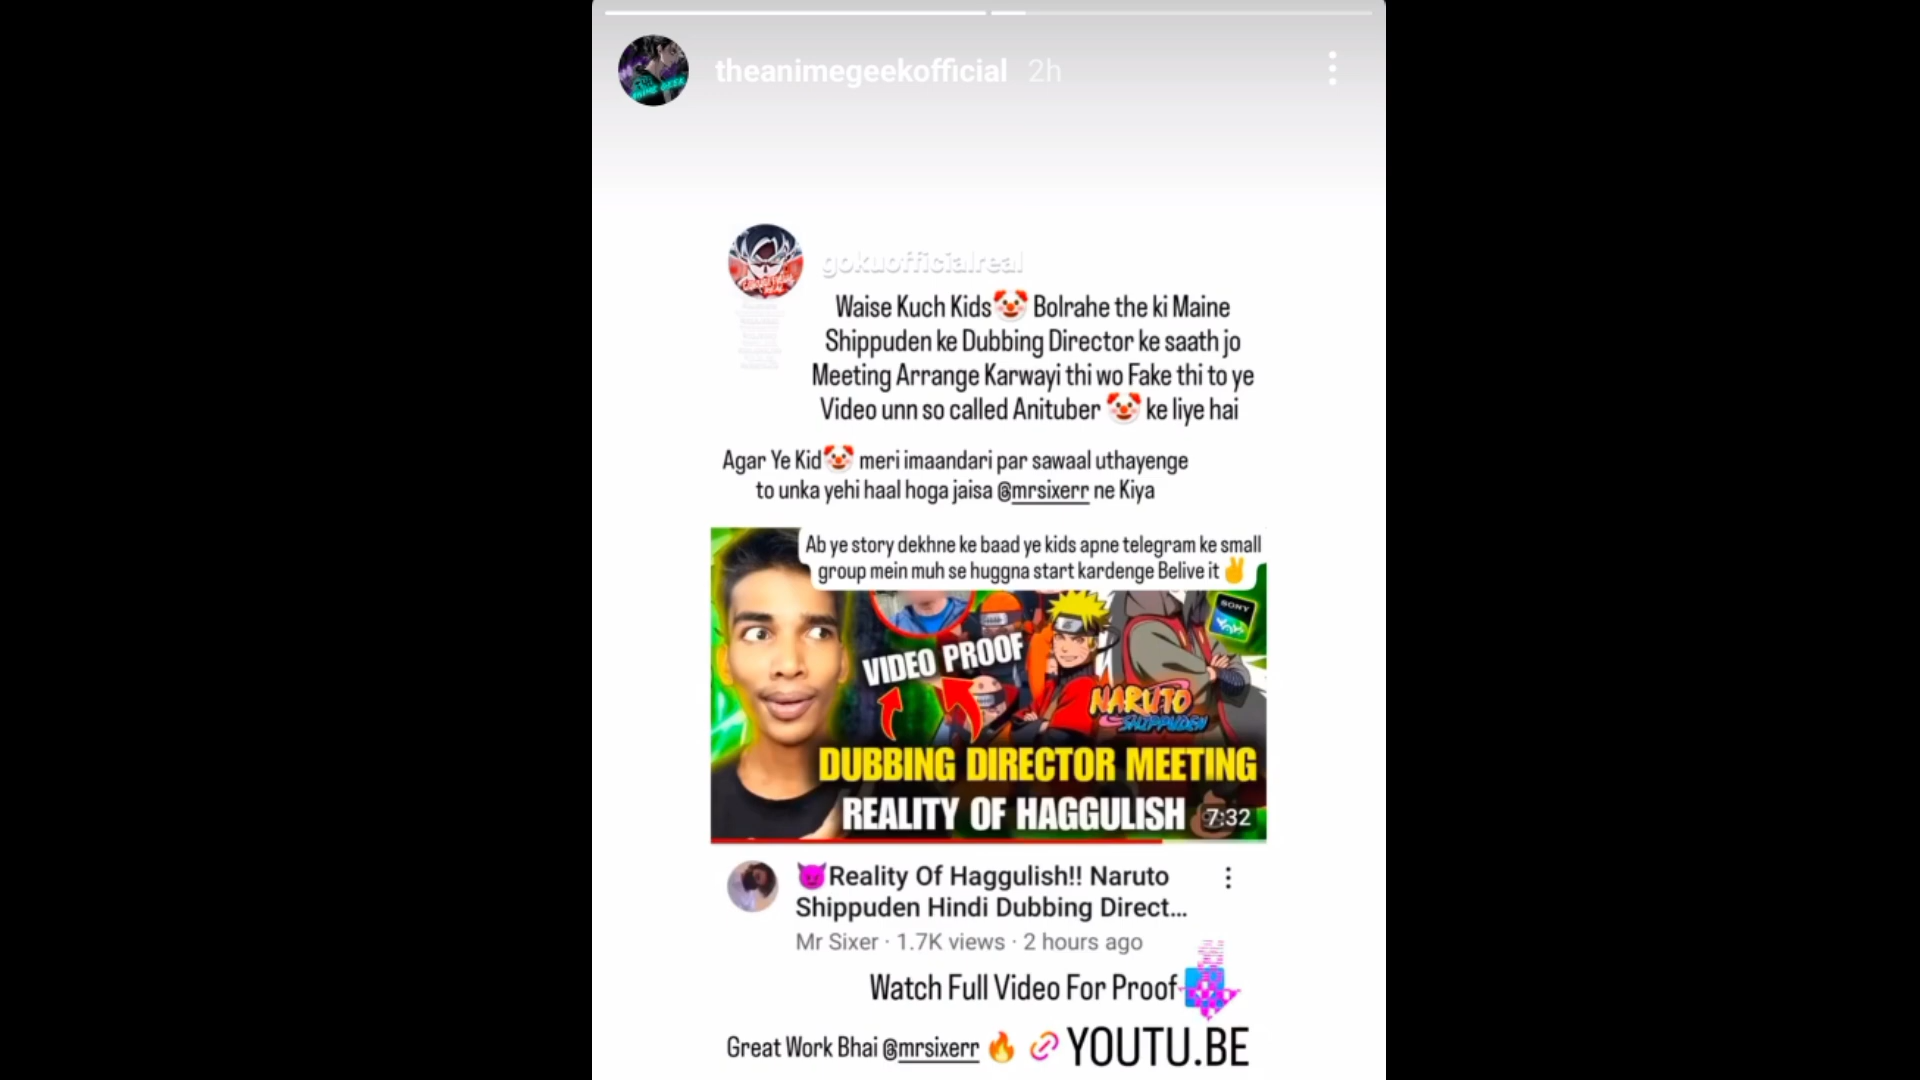 theanimegeekofficial 2h
gokuofficialreal
Waise Kuch Kids🤡 Bolrahe the ki Maine
Shippuden ke Dubbing Director ke saath jo
Meeting Arrange Karwayi thi wo Fake thi to ye
Video unn so called Anituber 🤡 ke liye hai
Agar Ye Kid🤡 meri imaandari par sawaal uthayenge
to unka yehi haal hoga jaisa @mrsixerr ne Kiya
Ab ye story dekhne ke baad ye kids apne telegram ke small
group mein muh se huggna start kardenge Belive it ✌️
SONY
VIDEO PROOF
NARUTO
SHIPPUDEN
DUBBING DIRECTOR MEETING
REALITY OF HAGGULISH
7:32
😈Reality Of Haggulish!! Naruto
Shippuden Hindi Dubbing Direct...
Mr Sixer · 1.7K views · 2 hours ago
Watch Full Video For Proof
Great Work Bhai @mrsixerr 🔥 YOUTU.BE